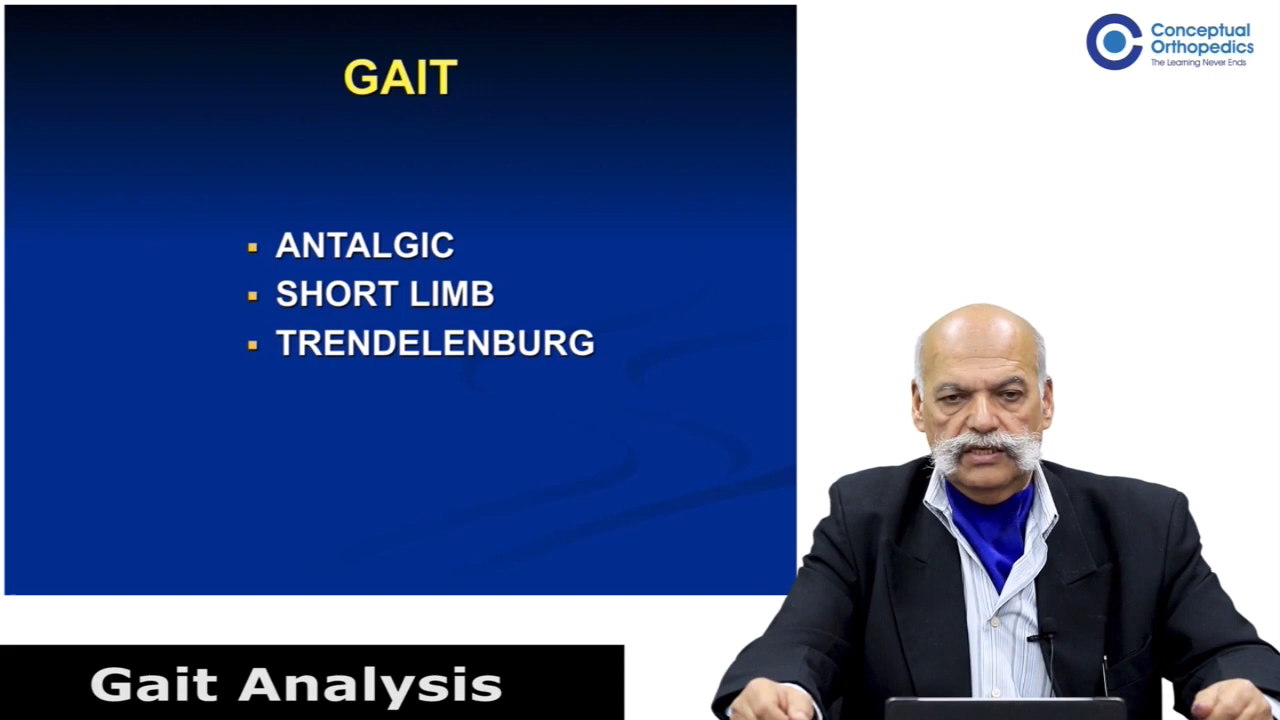 GAIT
▪ ANTALGIC
▪ SHORT LIMB
▪ TRENDELENBURG
Conceptual
Orthopedics
The Learning Never Ends
Gait Analysis